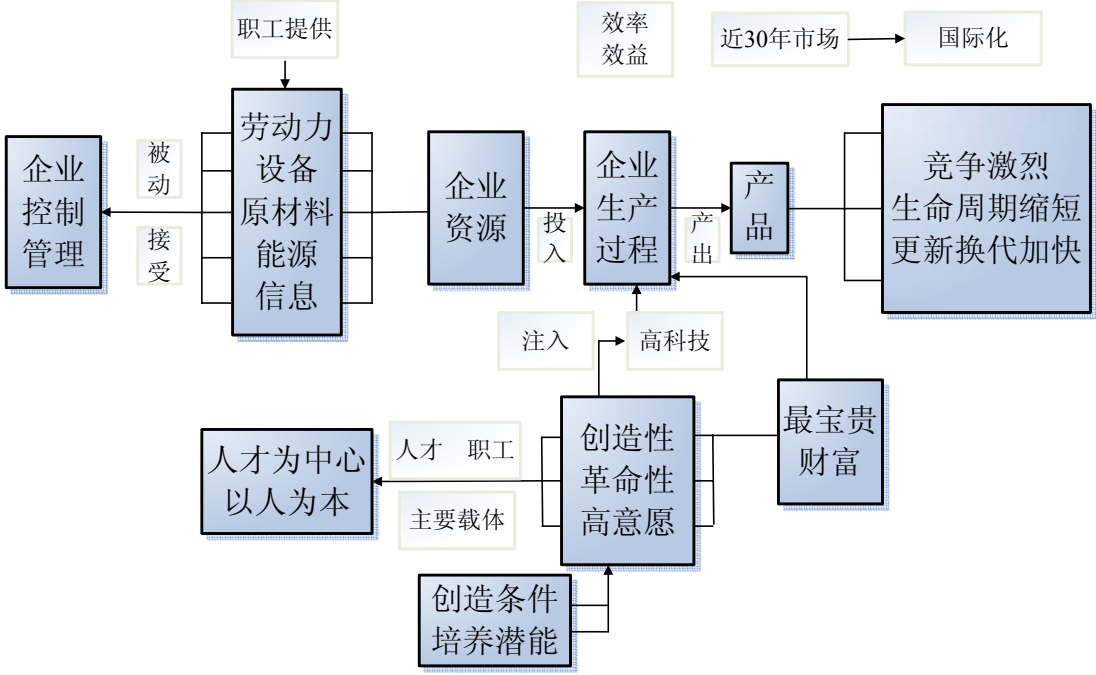 职工提供
效率
效益
近30年市场
国际化
企业
控制
管理
被
动
接
受
劳动力
设备
原材料
能源
信息
企业
资源
投
入
企业
生产
过程
产
出
产
品
竞争激烈
生命周期缩短
更新换代加快
注入
高科技
人才为中心
以人为本
人才 职工
主要载体
创造性
革命性
高意愿
最宝贵
财富
创造条件
培养潜能